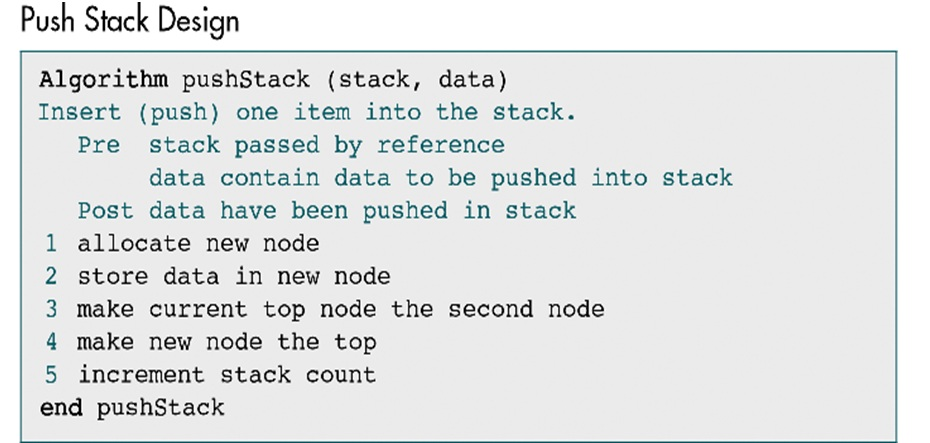 Push Stack Design
Algorithm pushStack (stack, data)
Insert (push) one item into the stack.
Pre stack passed by reference
data contain data to be pushed into stack
Post data have been pushed in stack
1 allocate new node
2 store data in new node
3 make current top node the second node
4 make new node the top
5 increment stack count
end pushStack